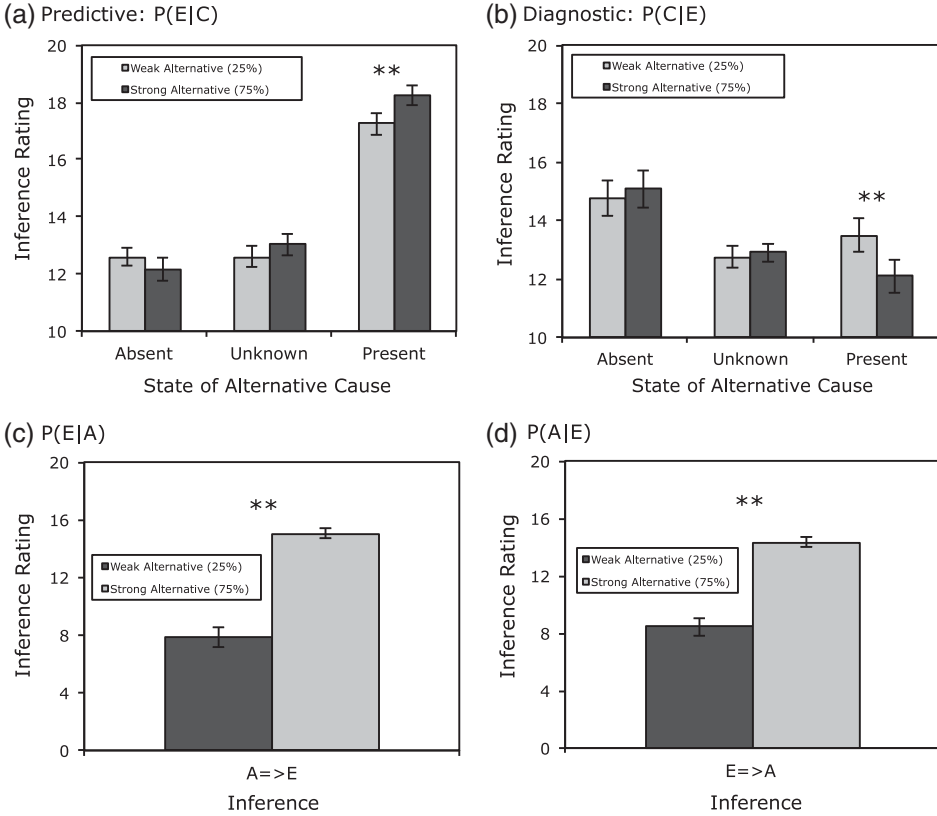 (a) Predictive: P(E|C)
20
18
16
14
12
10
Inference Rating
Weak Alternative (25%)
Strong Alternative (75%)
**
Absent Unknown Present
State of Alternative Cause
(b) Diagnostic: P(C|E)
20
18
16
14
12
10
Inference Rating
Weak Alternative (25%)
Strong Alternative (75%)
**
Absent Unknown Present
State of Alternative Cause
(c) P(E|A)
20
16
12
8
4
0
Inference Rating
**
Weak Alternative (25%)
Strong Alternative (75%)
A=>E
Inference
(d) P(A|E)
20
16
12
8
4
0
Inference Rating
**
Weak Alternative (25%)
Strong Alternative (75%)
E=>A
Inference